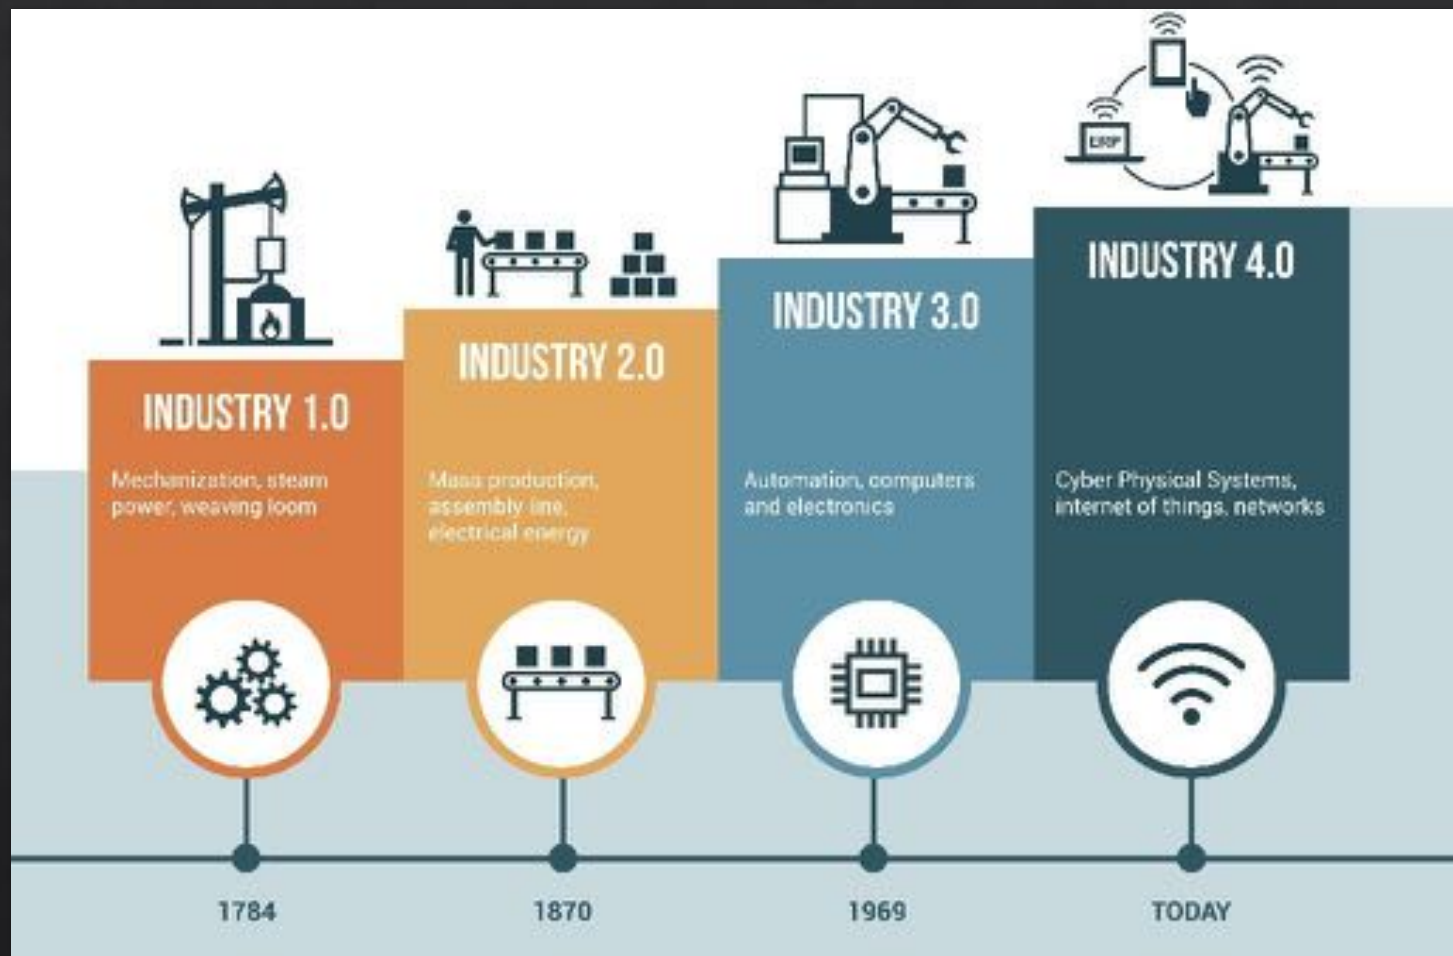 ERP
INDUSTRY 1.0
Mechanization, steam
power, weaving loom
INDUSTRY 2.0
Mass production,
assembly line,
electrical energy
INDUSTRY 3.0
Automation, computers
and electronics
INDUSTRY 4.0
Cyber Physical Systems,
internet of things, networks
1784
1870
1969
TODAY